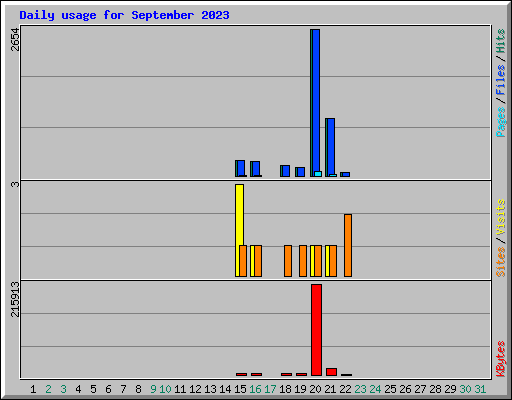 Daily usage for September 2023
2654
3
215913
Pages/Files/Hits
Sites/Visits
KBytes
1 2 3 4 5 6 7 8 9 10 11 12 13 14 15 16 17 18 19 20 21 22 23 24 25 26 27 28 29 30 31